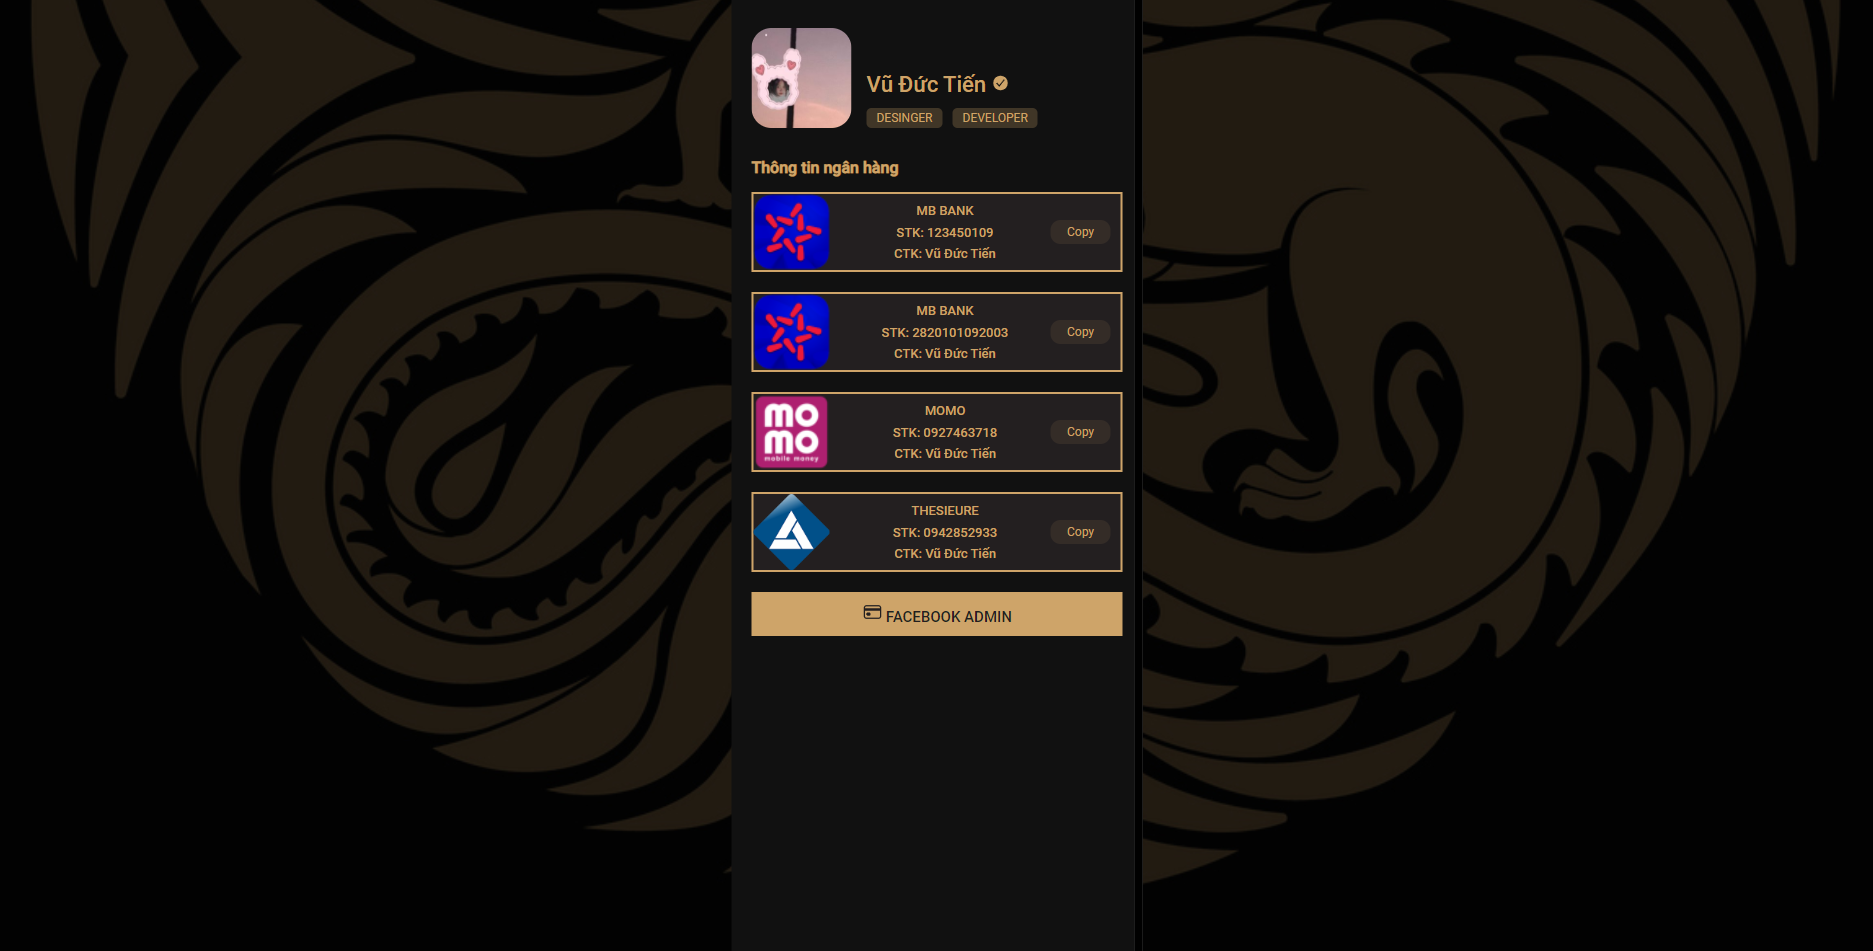 Vũ Đức Tiến
DESINGER DEVELOPER
Thông tin ngân hàng
MB BANK
STK: 123450109
CTK: Vũ Đức Tiến
Copy
MB BANK
STK: 2820101092003
CTK: Vũ Đức Tiến
Copy
mo
mo
mobile money
MOMO
STK: 0927463718
CTK: Vũ Đức Tiến
Copy
THESIEURE
STK: 0942852933
CTK: Vũ Đức Tiến
Copy
FACEBOOK ADMIN